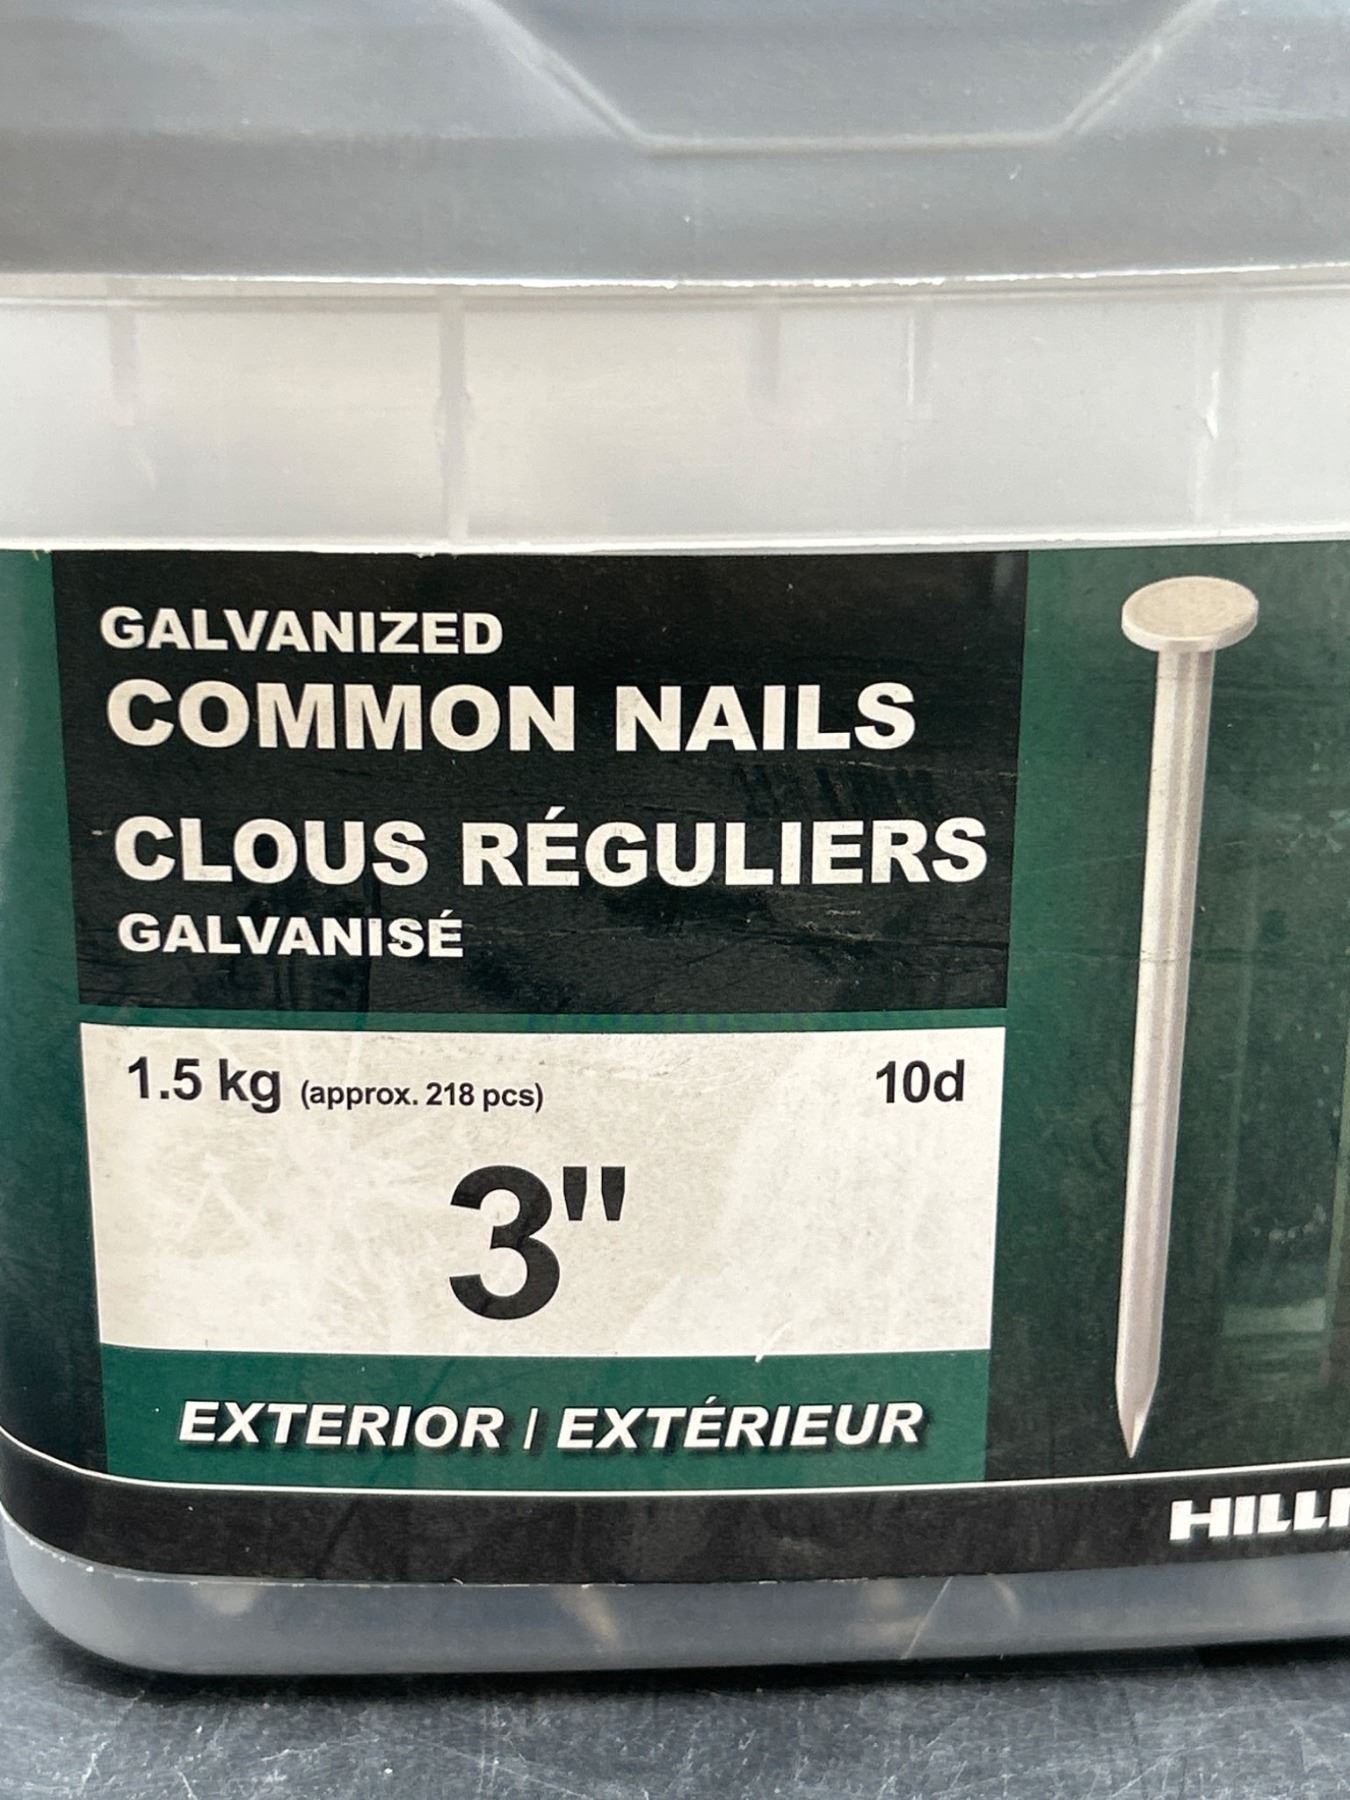 GALVANIZED
COMMON NAILS
CLOUS RÉGULIERS
GALVANISÉ
1.5 kg (approx. 218 pcs) 10d
3"
EXTERIOR / EXTÉRIEUR